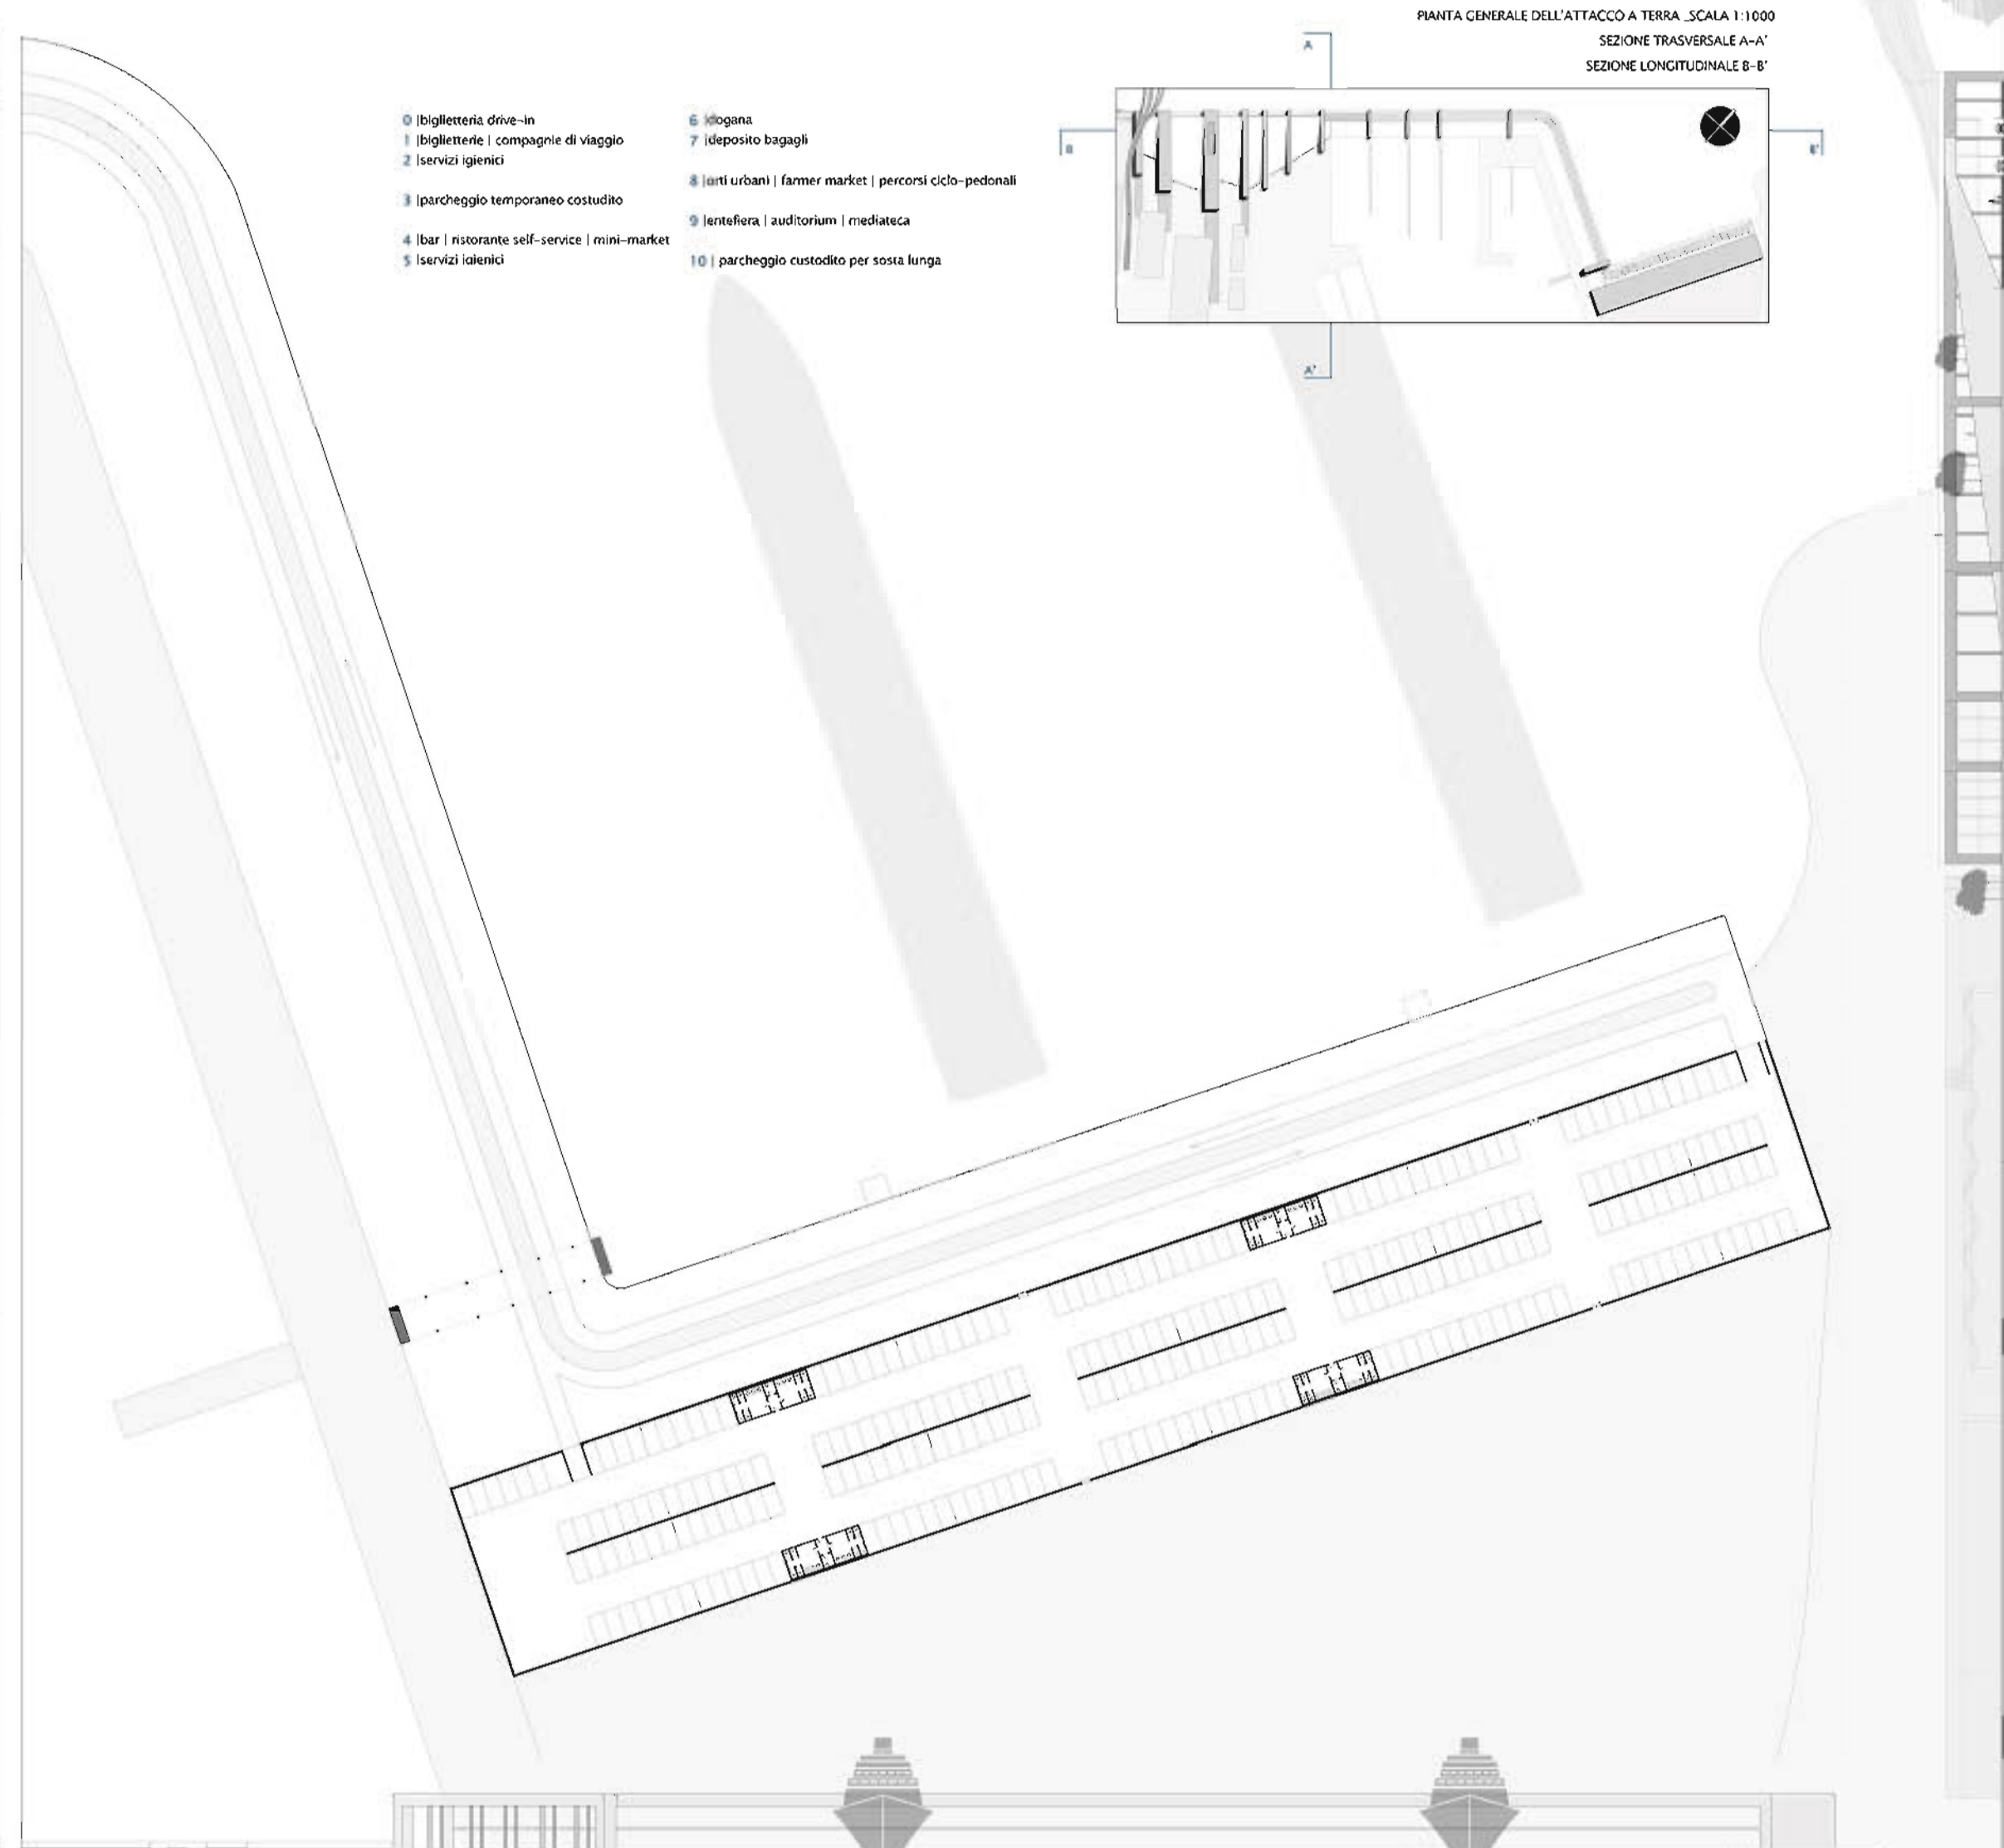 PIANTA GENERALE DELL'ATTACCO A TERRA _SCALA 1:1000
SEZIONE TRASVERSALE A-A'
SEZIONE LONGITUDINALE B-B'
0 |biglietteria drive-in
1 |biglietterie | compagnie di viaggio
2 |servizi igienici
3 |parcheggio temporaneo costudito
4 |bar | ristorante self-service | mini-market
5 |servizi igienici
6 |dogana
7 |deposito bagagli
8 |orti urbani | farmer market | percorsi ciclo-pedonali
9 |entefiera | auditorium | mediateca
10 | parcheggio custodito per sosta lunga
A
B
B'
A'